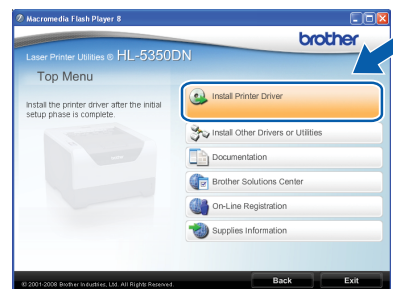 Macromedia Flash Player 8
brother
Laser Printer Utilities ® HL-5350DN
Top Menu
Install the printer driver after the initial
setup phase is complete.
Install Printer Driver
Install Other Drivers or Utilities
Documentation
Brother Solutions Center
On-Line Registration
Supplies Information
© 2001-2008 Brother Industries, Ltd. All Rights Reserved.
Back
Exit